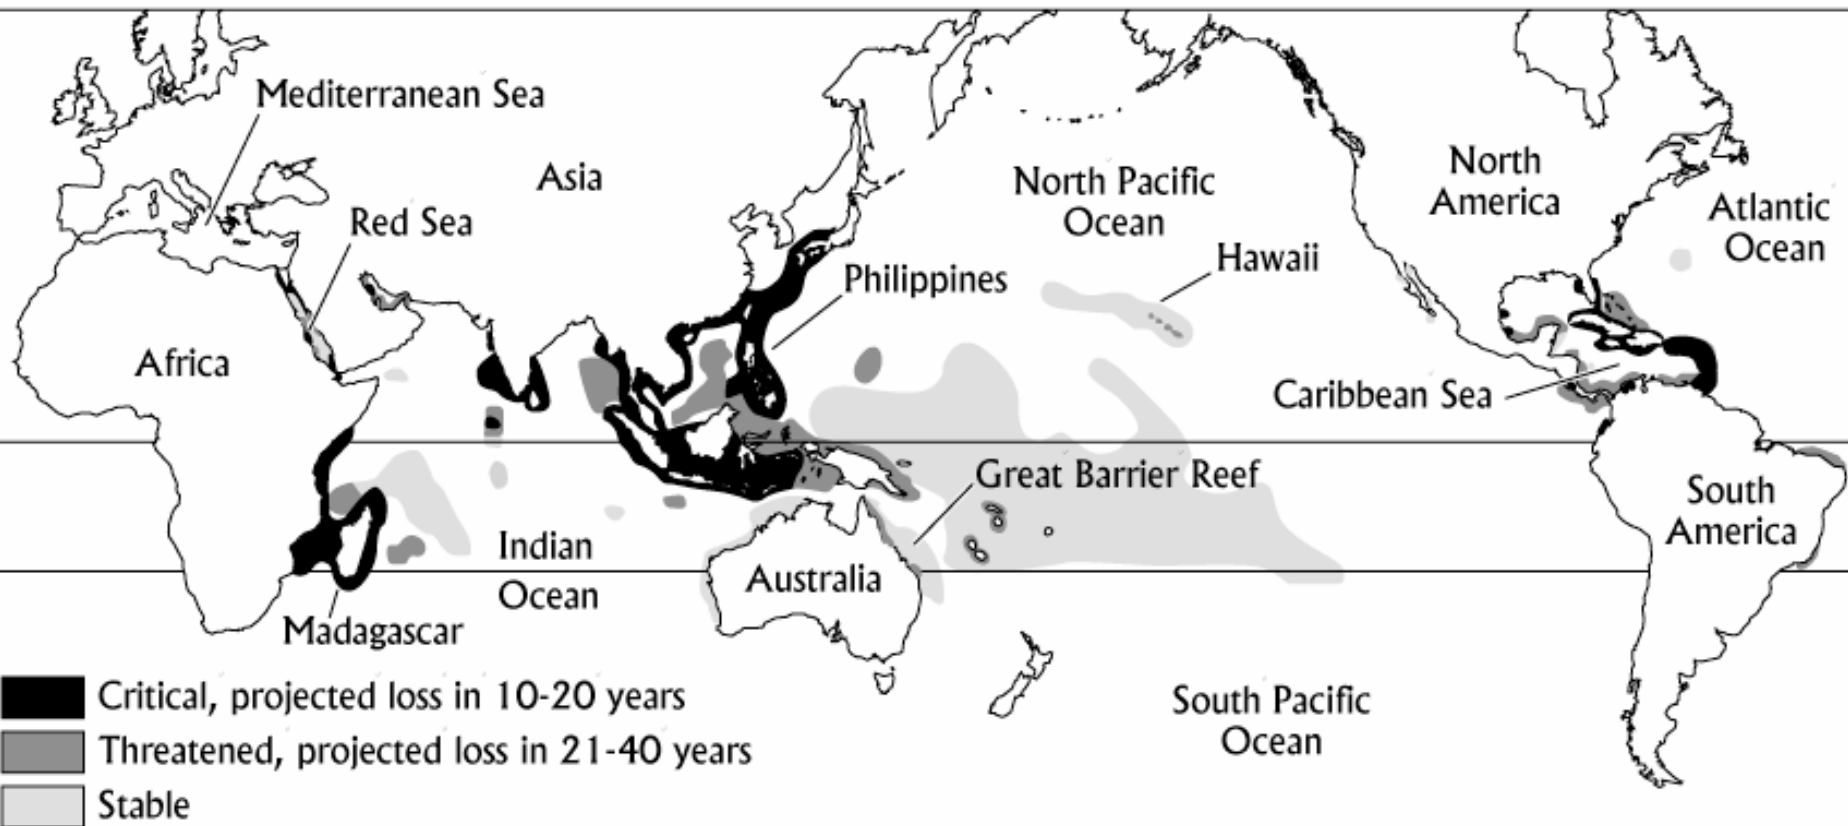 Mediterranean Sea
Asia
North Pacific
Ocean
North
America
Atlantic
Ocean
Red Sea
Hawaii
Philippines
Africa
Caribbean Sea
Great Barrier Reef
South
America
Indian
Ocean
Australia
Madagascar
South Pacific
Ocean
Critical, projected loss in 10-20 years
Threatened, projected loss in 21-40 years
Stable